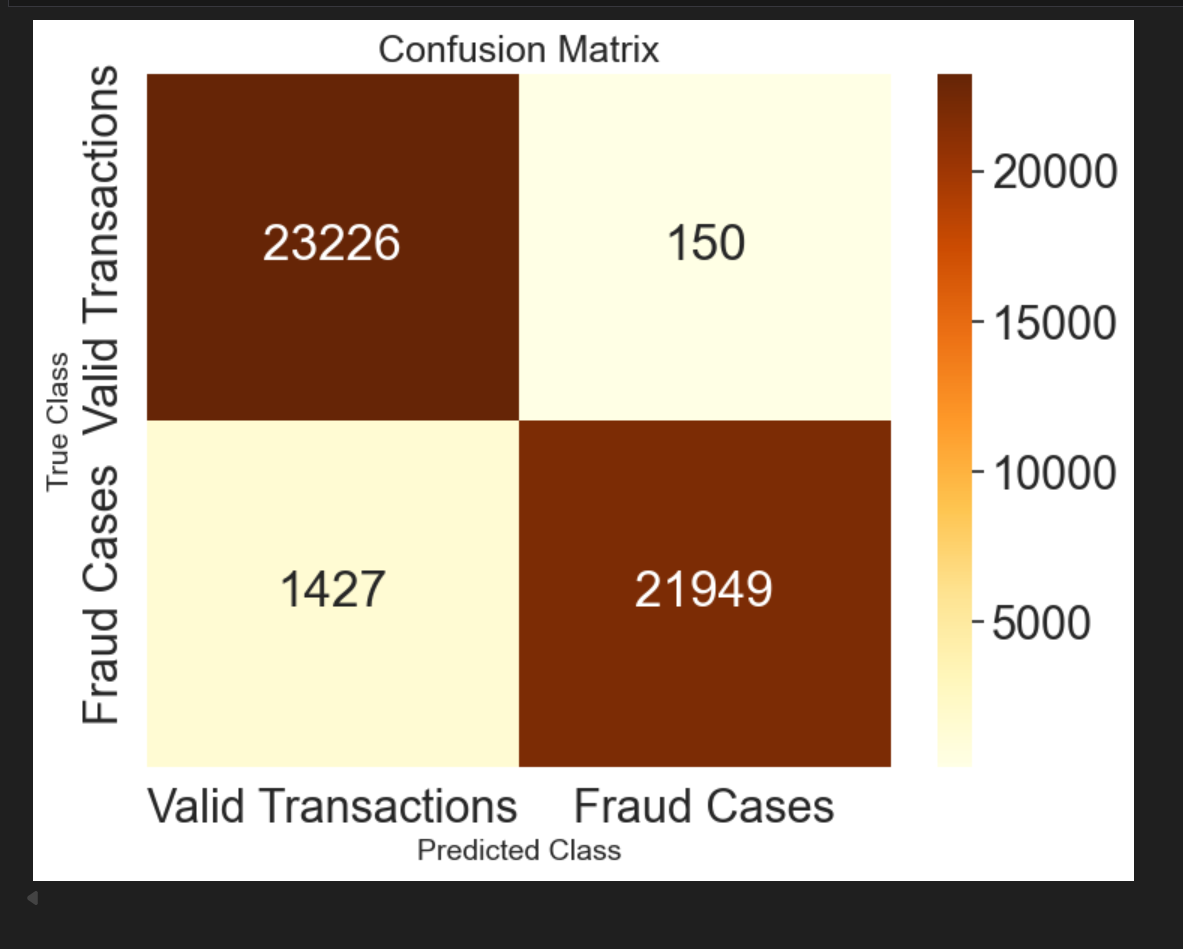 Confusion Matrix
True Class
Valid Transactions
Fraud Cases
23226
150
1427
21949
Valid Transactions
Fraud Cases
Predicted Class
20000
15000
10000
5000